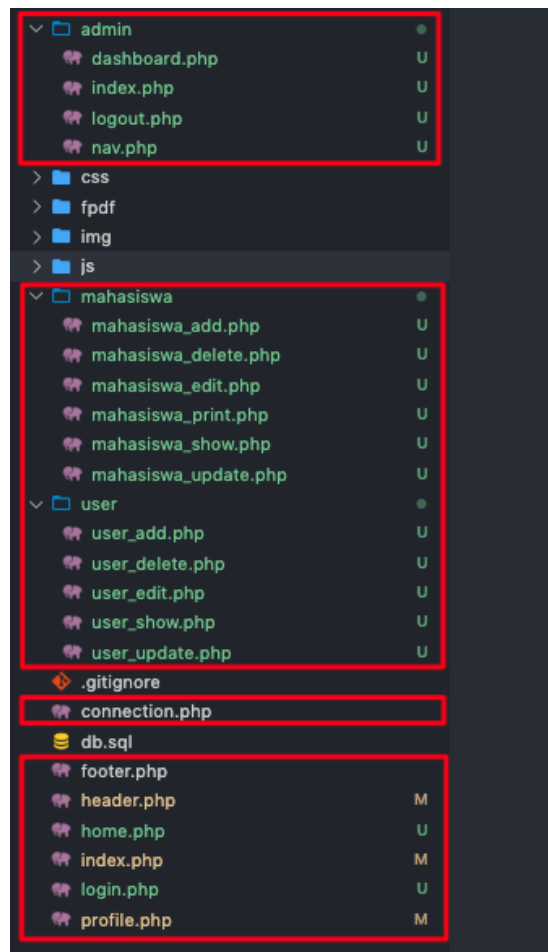 admin
dashboard.php U
index.php U
logout.php U
nav.php U
css
fpdf
img
js
mahasiswa
mahasiswa_add.php U
mahasiswa_delete.php U
mahasiswa_edit.php U
mahasiswa_print.php U
mahasiswa_show.php U
mahasiswa_update.php U
user
user_add.php U
user_delete.php U
user_edit.php U
user_show.php U
user_update.php U
.gitignore
connection.php
db.sql
footer.php
header.php M
home.php U
index.php M
login.php U
profile.php M